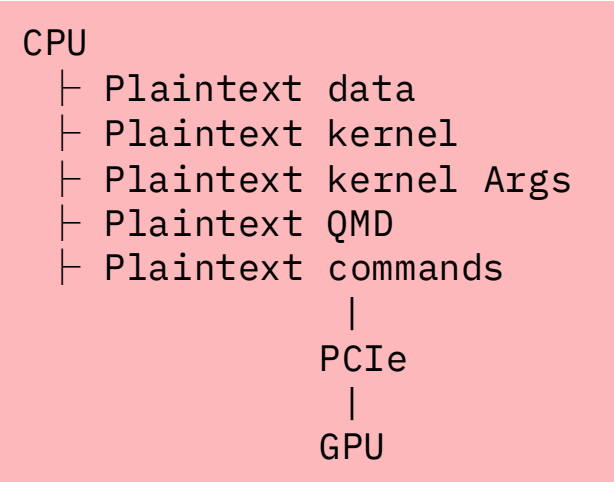 CPU
├ Plaintext data
├ Plaintext kernel
├ Plaintext kernel Args
├ Plaintext QMD
├ Plaintext commands
|
PCIe
|
GPU